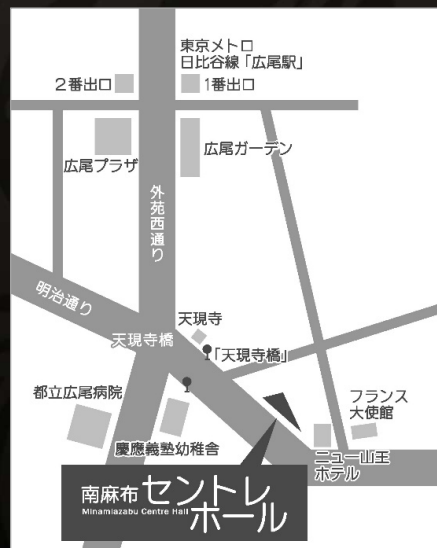 東京メトロ
日比谷線「広尾駅」
2番出口
1番出口
広尾プラザ
広尾ガーデン
外苑西通り
明治通り
天現寺
天現寺橋
「天現寺橋」
都立広尾病院
慶應義塾幼稚舎
フランス
大使館
ニュー山王
ホテル
南麻布 セントレ
Minamiazabu Centre Hall
ホール